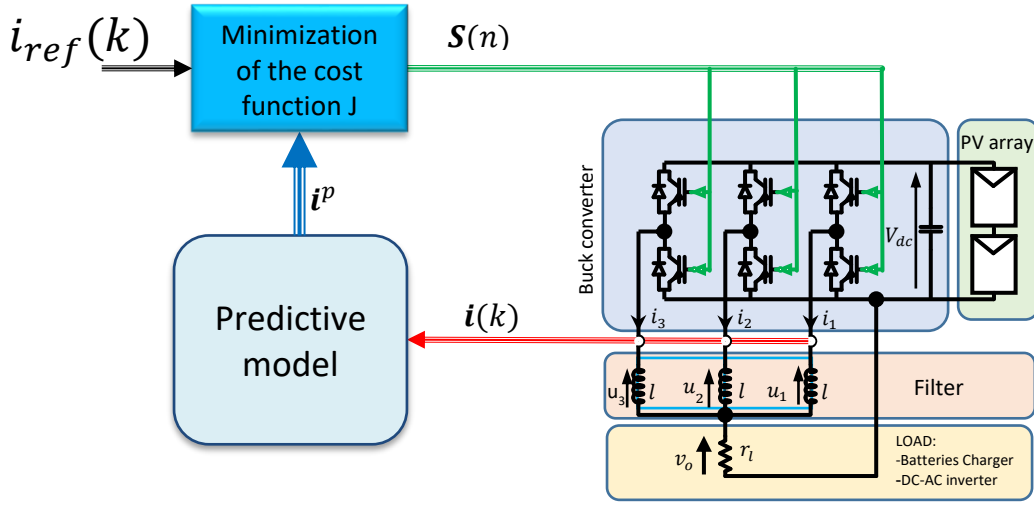 i_ref(k)
Minimization
of the cost
function J
S(n)
PV array
Buck converter
V_dc
i^p
Predictive
model
i(k)
i_3
i_2
i_1
u_3
l
u_2
l
u_1
l
Filter
v_o
r_l
LOAD:
-Batteries Charger
-DC-AC inverter